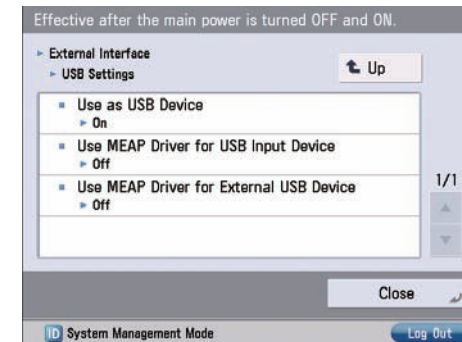 Effective after the main power is turned OFF and ON.
External Interface
USB Settings
Up
Use as USB Device
On
Use MEAP Driver for USB Input Device
Off
Use MEAP Driver for External USB Device
Off
1/1
Close
ID System Management Mode
Log Out